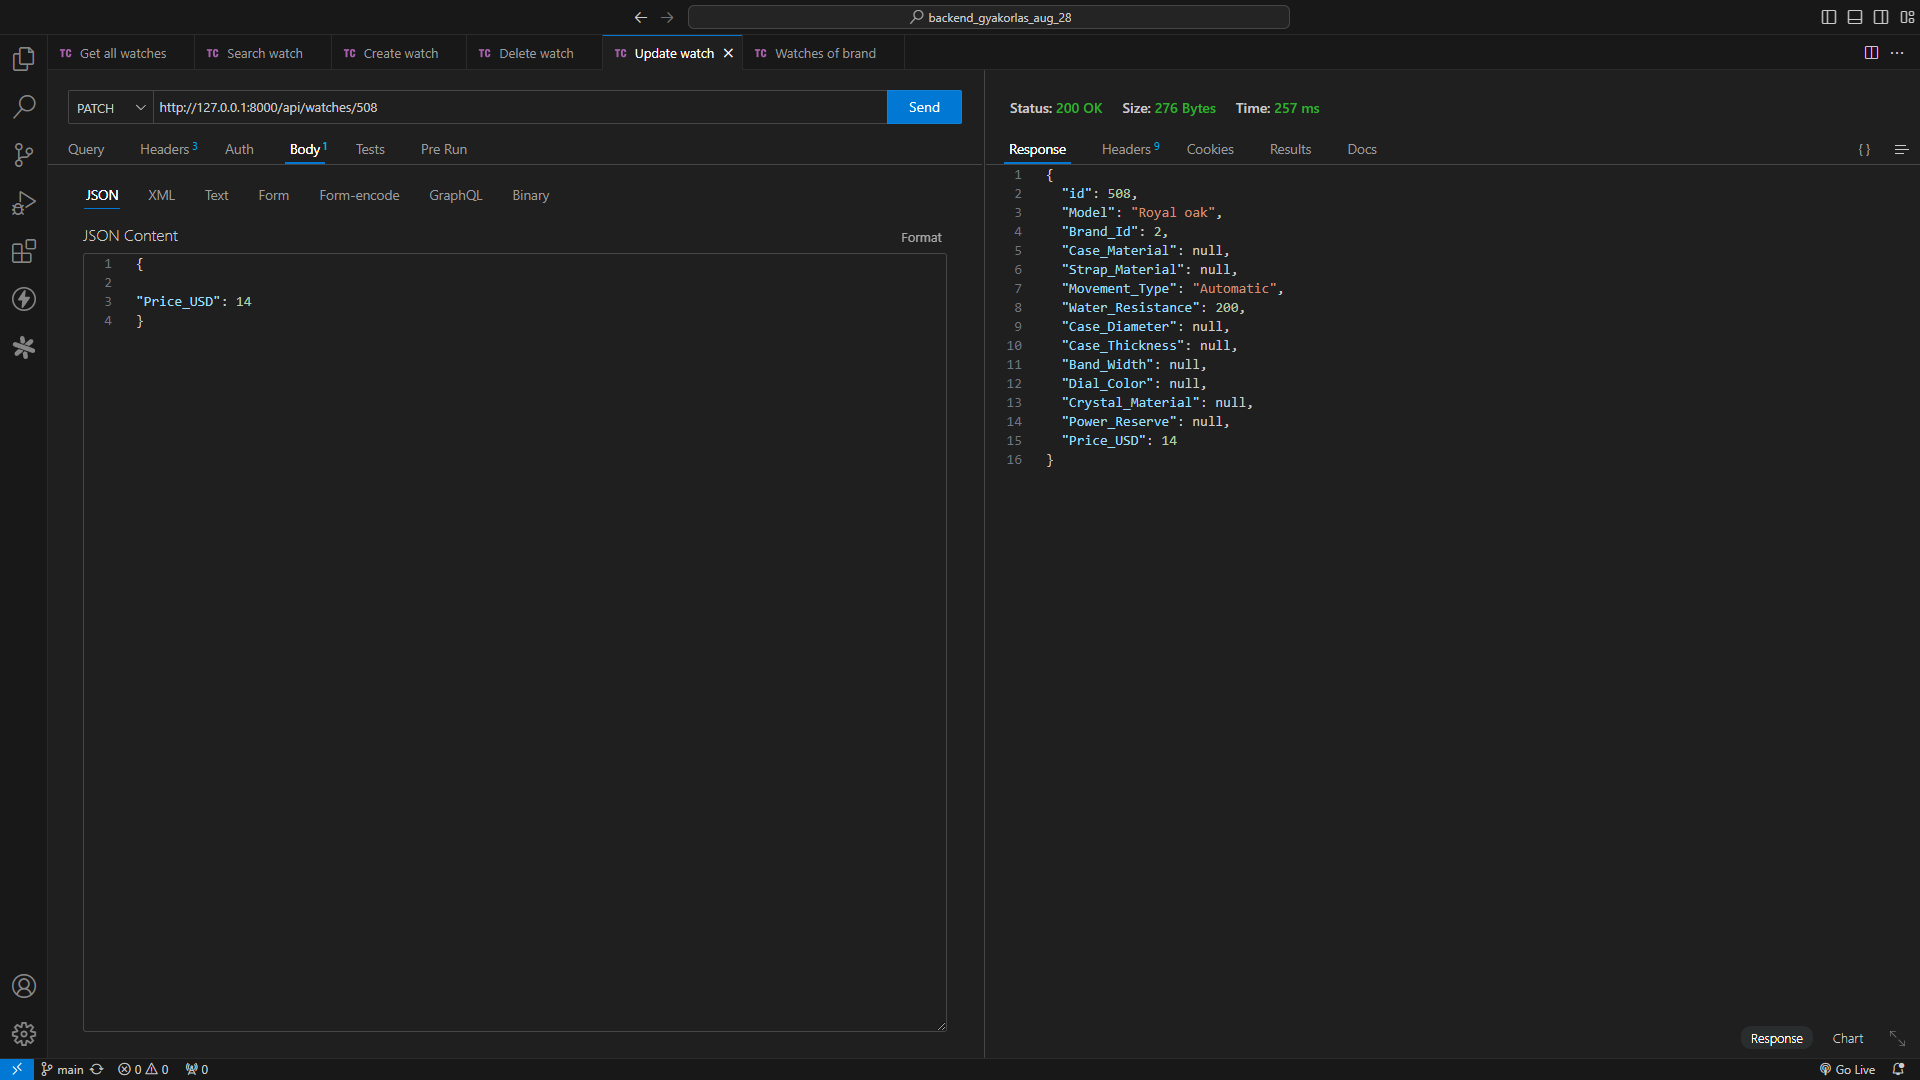 backend_gyakorlas_aug_28
TC Get all watches TC Search watch TC Create watch TC Delete watch TC Update watch TC Watches of brand
PATCH http://127.0.0.1:8000/api/watches/508 Send
Query Headers 3 Auth Body 1 Tests Pre Run
JSON XML Text Form Form-encode GraphQL Binary
JSON Content Format
1 {
2
3 "Price_USD": 14
4 }
Status: 200 OK Size: 276 Bytes Time: 257 ms
Response Headers 9 Cookies Results Docs { }
1 {
2 "id": 508,
3 "Model": "Royal oak",
4 "Brand_Id": 2,
5 "Case_Material": null,
6 "Strap_Material": null,
7 "Movement_Type": "Automatic",
8 "Water_Resistance": 200,
9 "Case_Diameter": null,
10 "Case_Thickness": null,
11 "Band_Width": null,
12 "Dial_Color": null,
13 "Crystal_Material": null,
14 "Power_Reserve": null,
15 "Price_USD": 14
16 }
Response Chart
main 0 0 0 Go Live